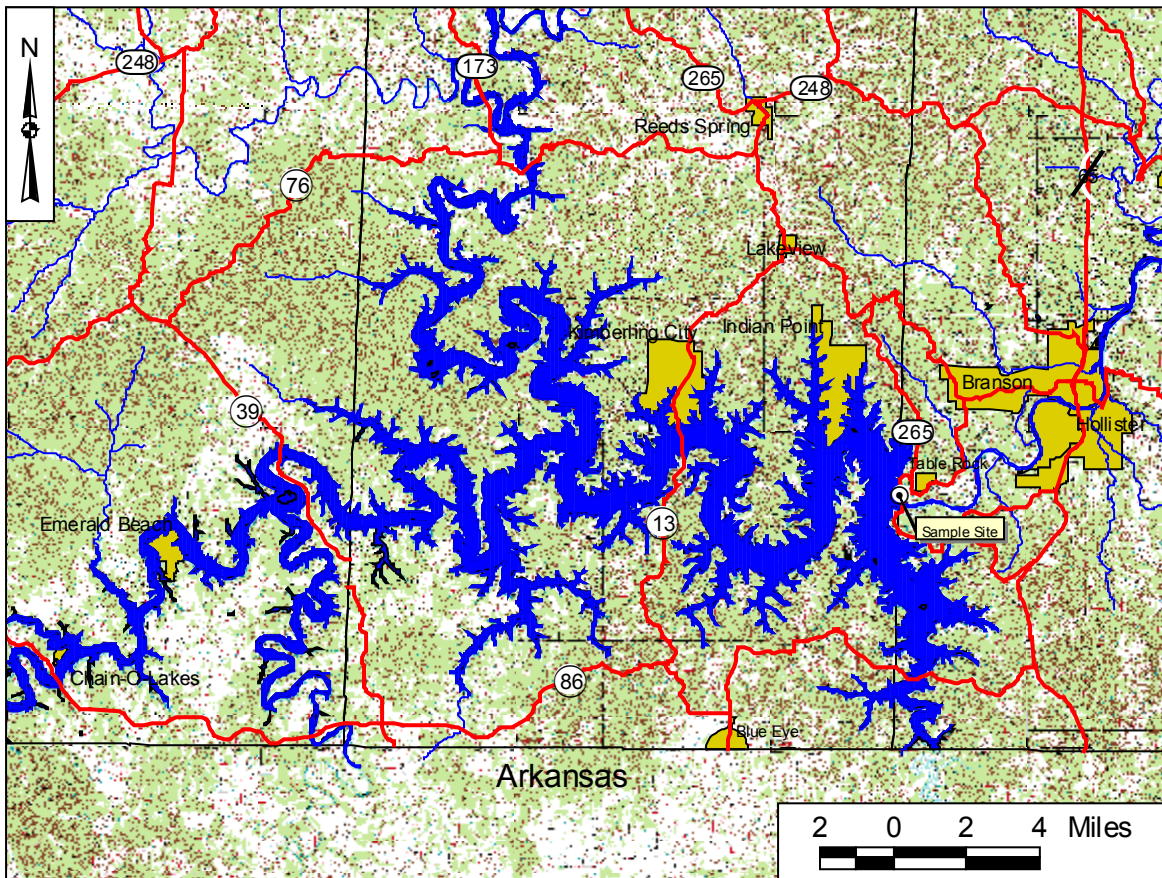 N
248
173
265
248
Reeds Spring
76
Lakeview
Kimberling City
Indian Point
Branson
39
265
Hollister
Table Rock
Emerald Beach
13
Sample Site
Chain-O-Lakes
86
Blue Eye
Arkansas
2 0 2 4 Miles